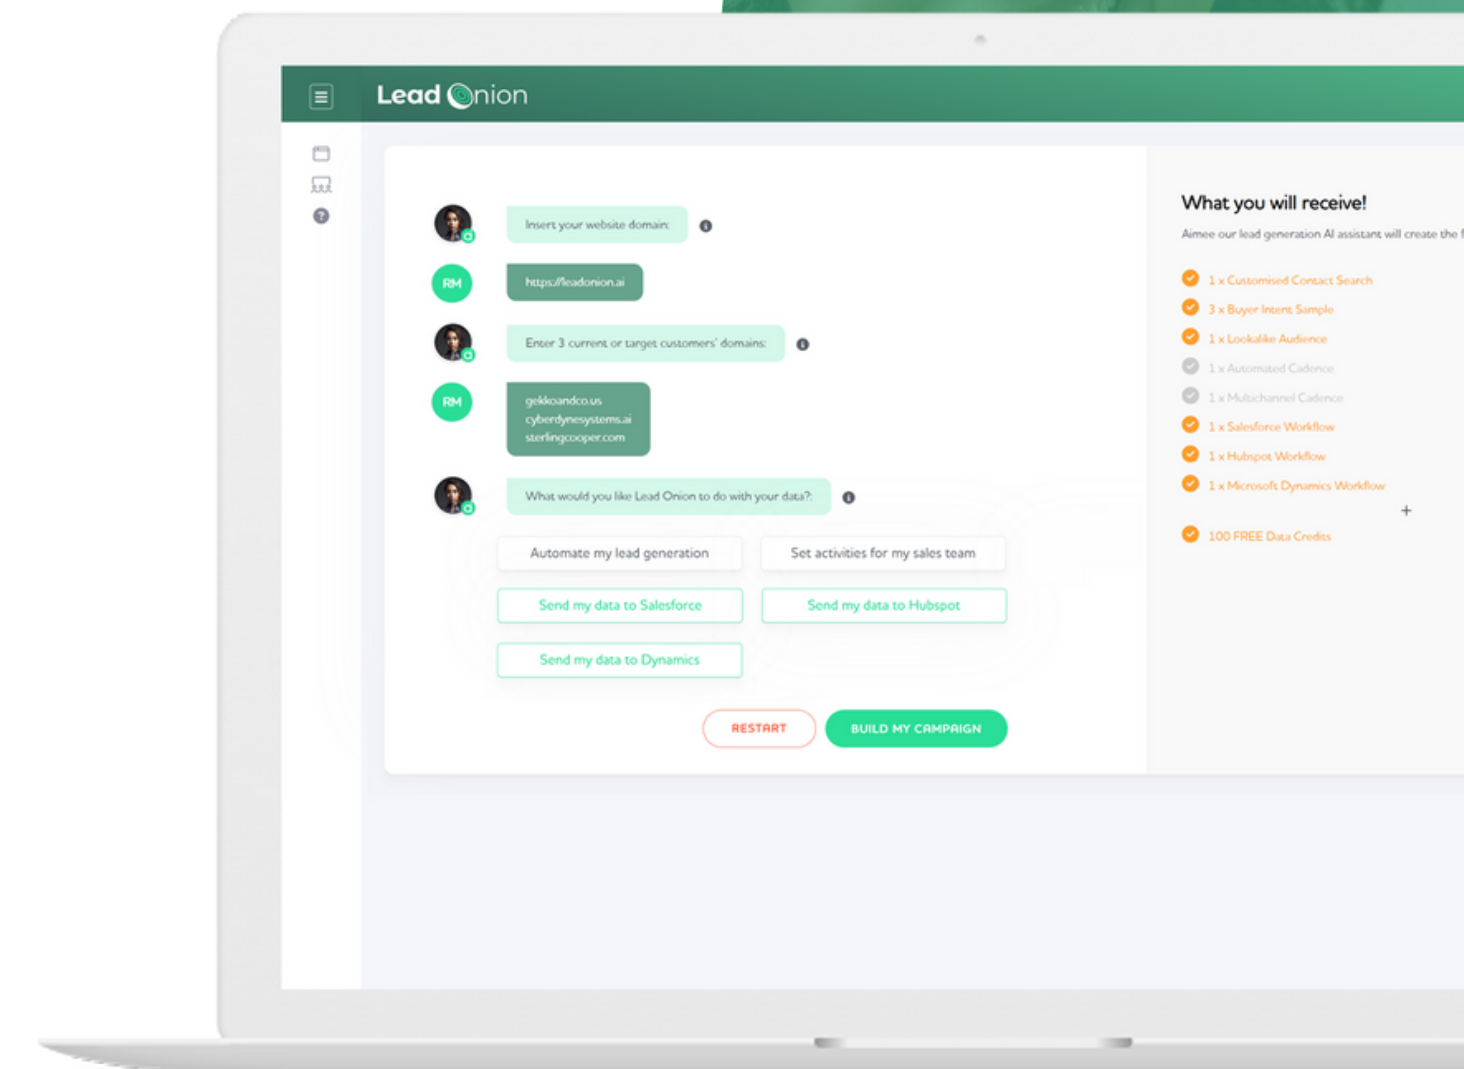 Lead Onion
Insert your website domain:
RM
https://leadonion.ai
Enter 3 current or target customers' domains:
RM
gekkoandco.us
cyberdynesystems.ai
sterlingcooper.com
What would you like Lead Onion to do with your data?:
Automate my lead generation
Set activities for my sales team
Send my data to Salesforce
Send my data to Hubspot
Send my data to Dynamics
RESTART
BUILD MY CAMPAIGN
What you will receive!
Aimee our lead generation AI assistant will create the
1 x Customised Contact Search
3 x Buyer Intent Sample
1 x Lookalike Audience
1 x Automated Cadence
1 x Multichannel Cadence
1 x Salesforce Workflow
1 x Hubspot Workflow
1 x Microsoft Dynamics Workflow
100 FREE Data Credits